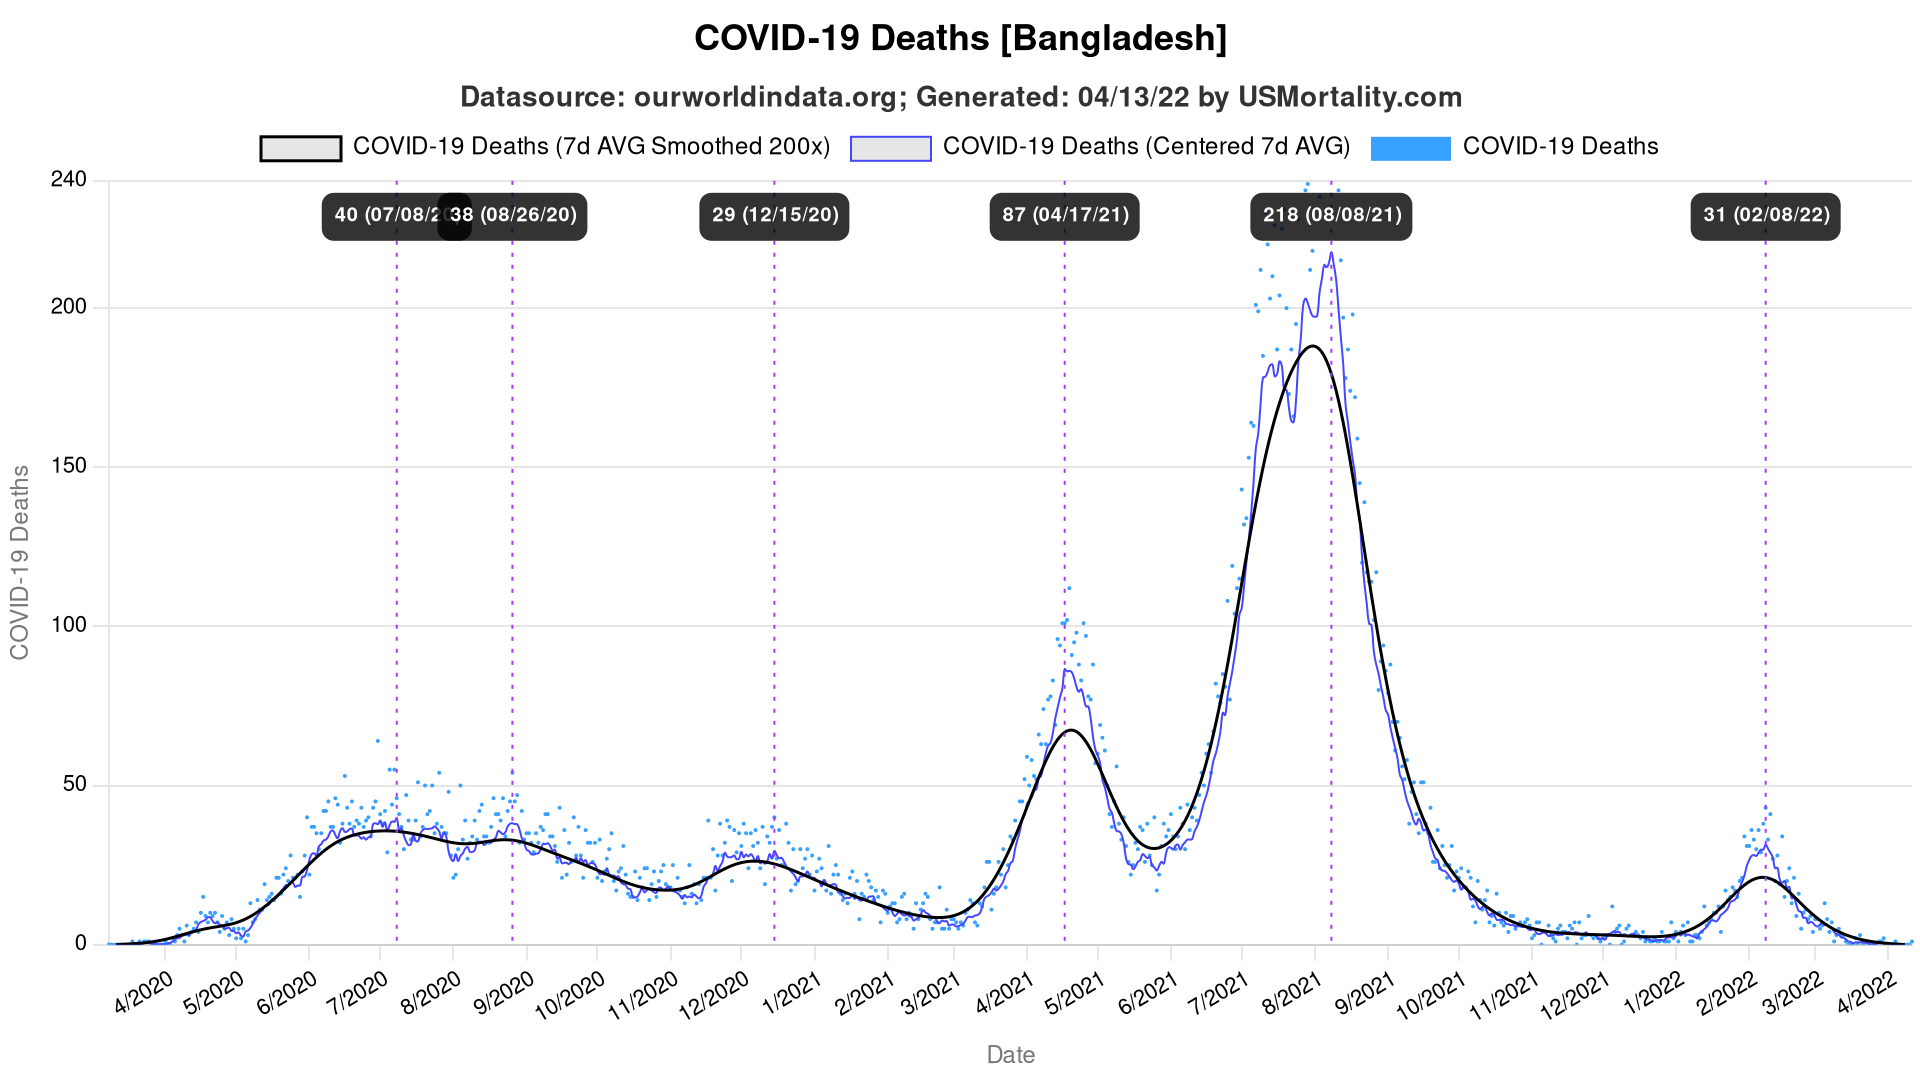 COVID-19 Deaths [Bangladesh]
Datasource: ourworldindata.org; Generated: 04/13/22 by USMortality.com
COVID-19 Deaths (7d AVG Smoothed 200x) COVID-19 Deaths (Centered 7d AVG) COVID-19 Deaths
240
40 (07/08/20) 38 (08/26/20) 29 (12/15/20) 87 (04/17/21) 218 (08/08/21) 31 (02/08/22)
200
150
100
50
0
COVID-19 Deaths
4/2020 5/2020 6/2020 7/2020 8/2020 9/2020 10/2020 11/2020 12/2020 1/2021 2/2021 3/2021 4/2021 5/2021 6/2021 7/2021 8/2021 9/2021 10/2021 11/2021 12/2021 1/2022 2/2022 3/2022 4/2022
Date